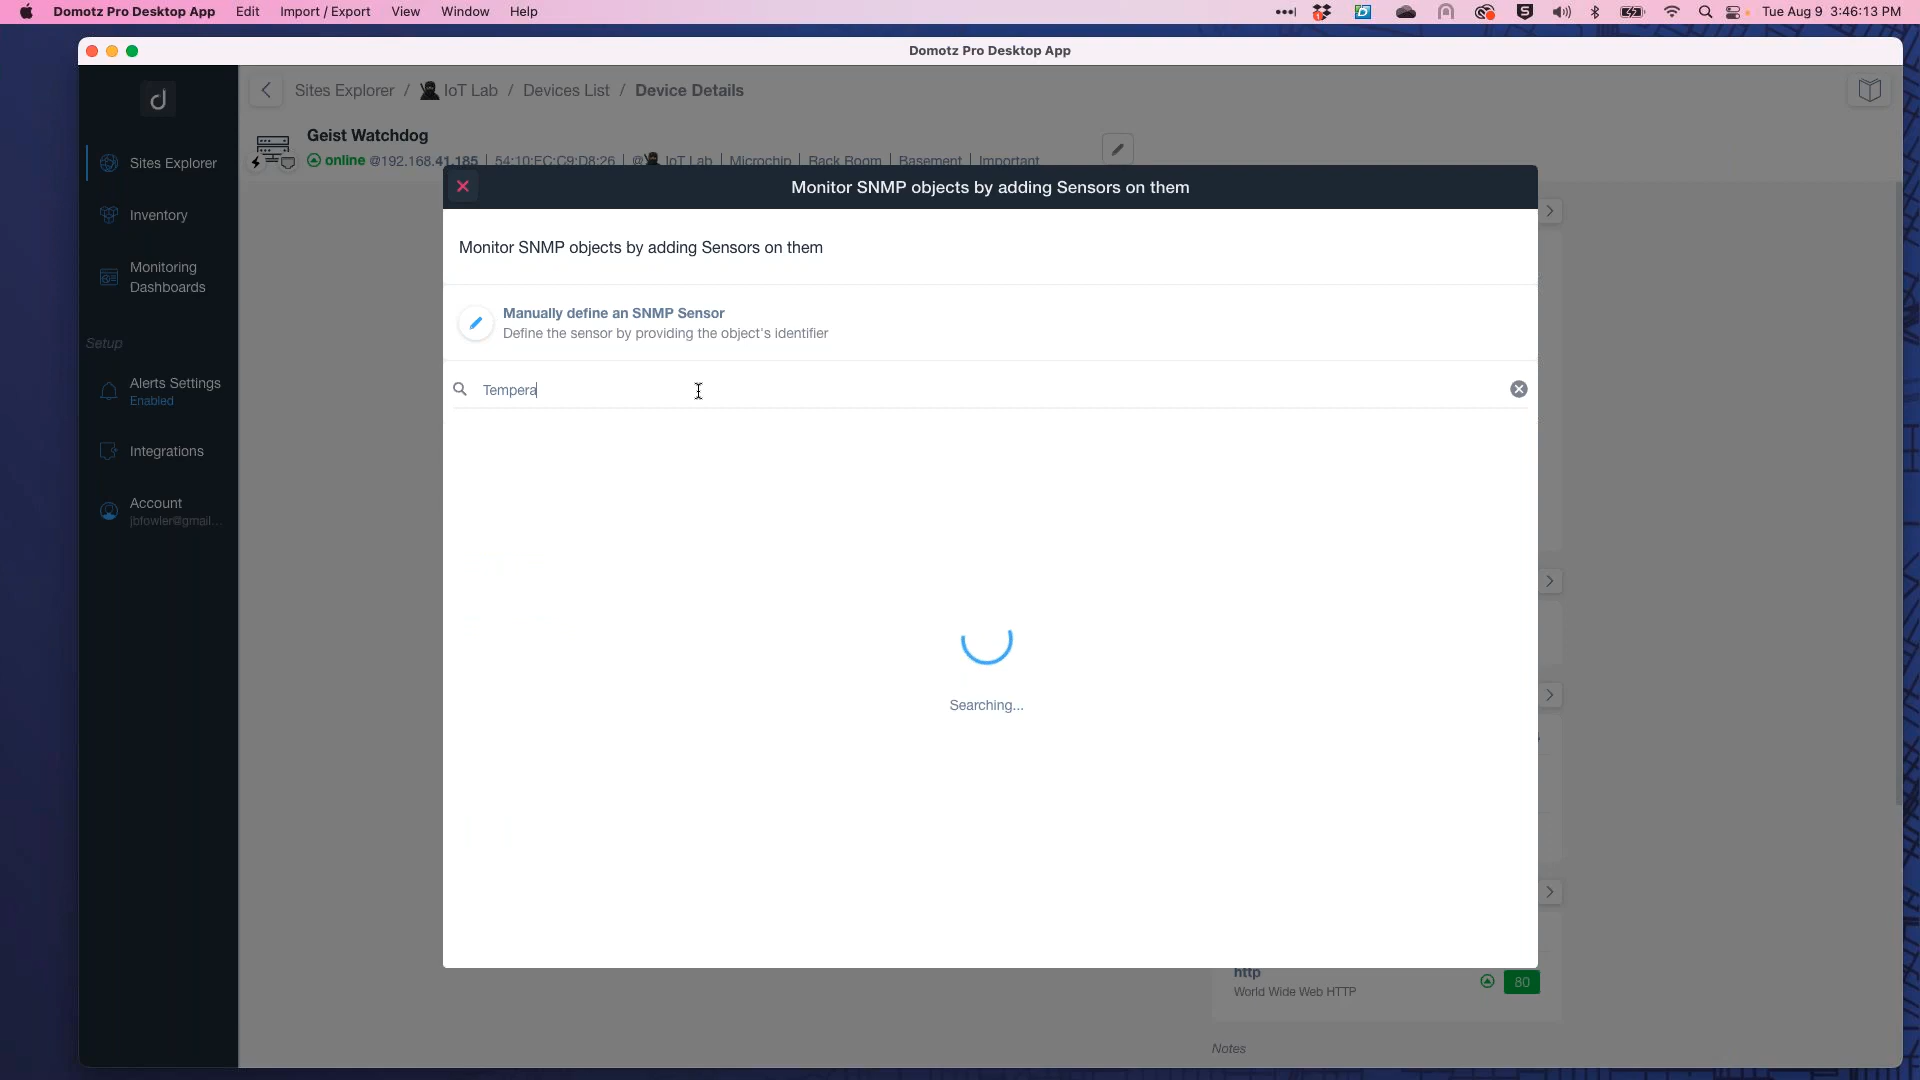 Domotz Pro Desktop App Edit Import / Export View Window Help Tue Aug 9 3:46:13 PM
Domotz Pro Desktop App
Sites Explorer / IoT Lab / Devices List / Device Details
Geist Watchdog
online @192.168.41.185 | 54:10:EC:C9:D8:26 | @ IoT Lab | Microchip | Back Room | Basement | Important
Sites Explorer
Inventory
Monitoring
Dashboards
Setup
Alerts Settings
Enabled
Integrations
Account
jbfowler@gmail...
Monitor SNMP objects by adding Sensors on them
Monitor SNMP objects by adding Sensors on them
Manually define an SNMP Sensor
Define the sensor by providing the object's identifier
Tempera
Searching...
http
World Wide Web HTTP
80
Notes